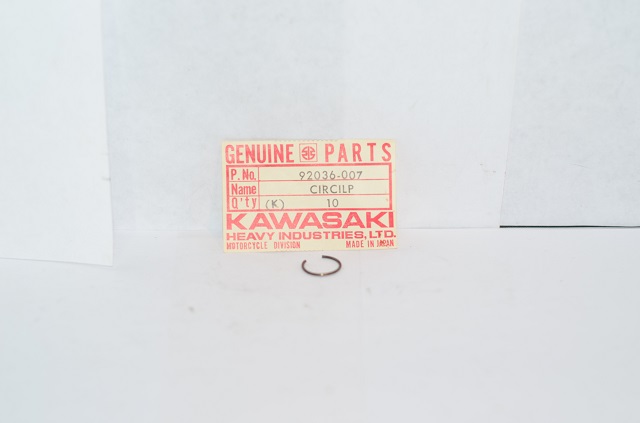 GENUINE PARTS
P. No. 92036-007
Name CIRCILP
Q'ty (K) 10
KAWASAKI
HEAVY INDUSTRIES, LTD.
MOTORCYCLE DIVISION MADE IN JAPAN